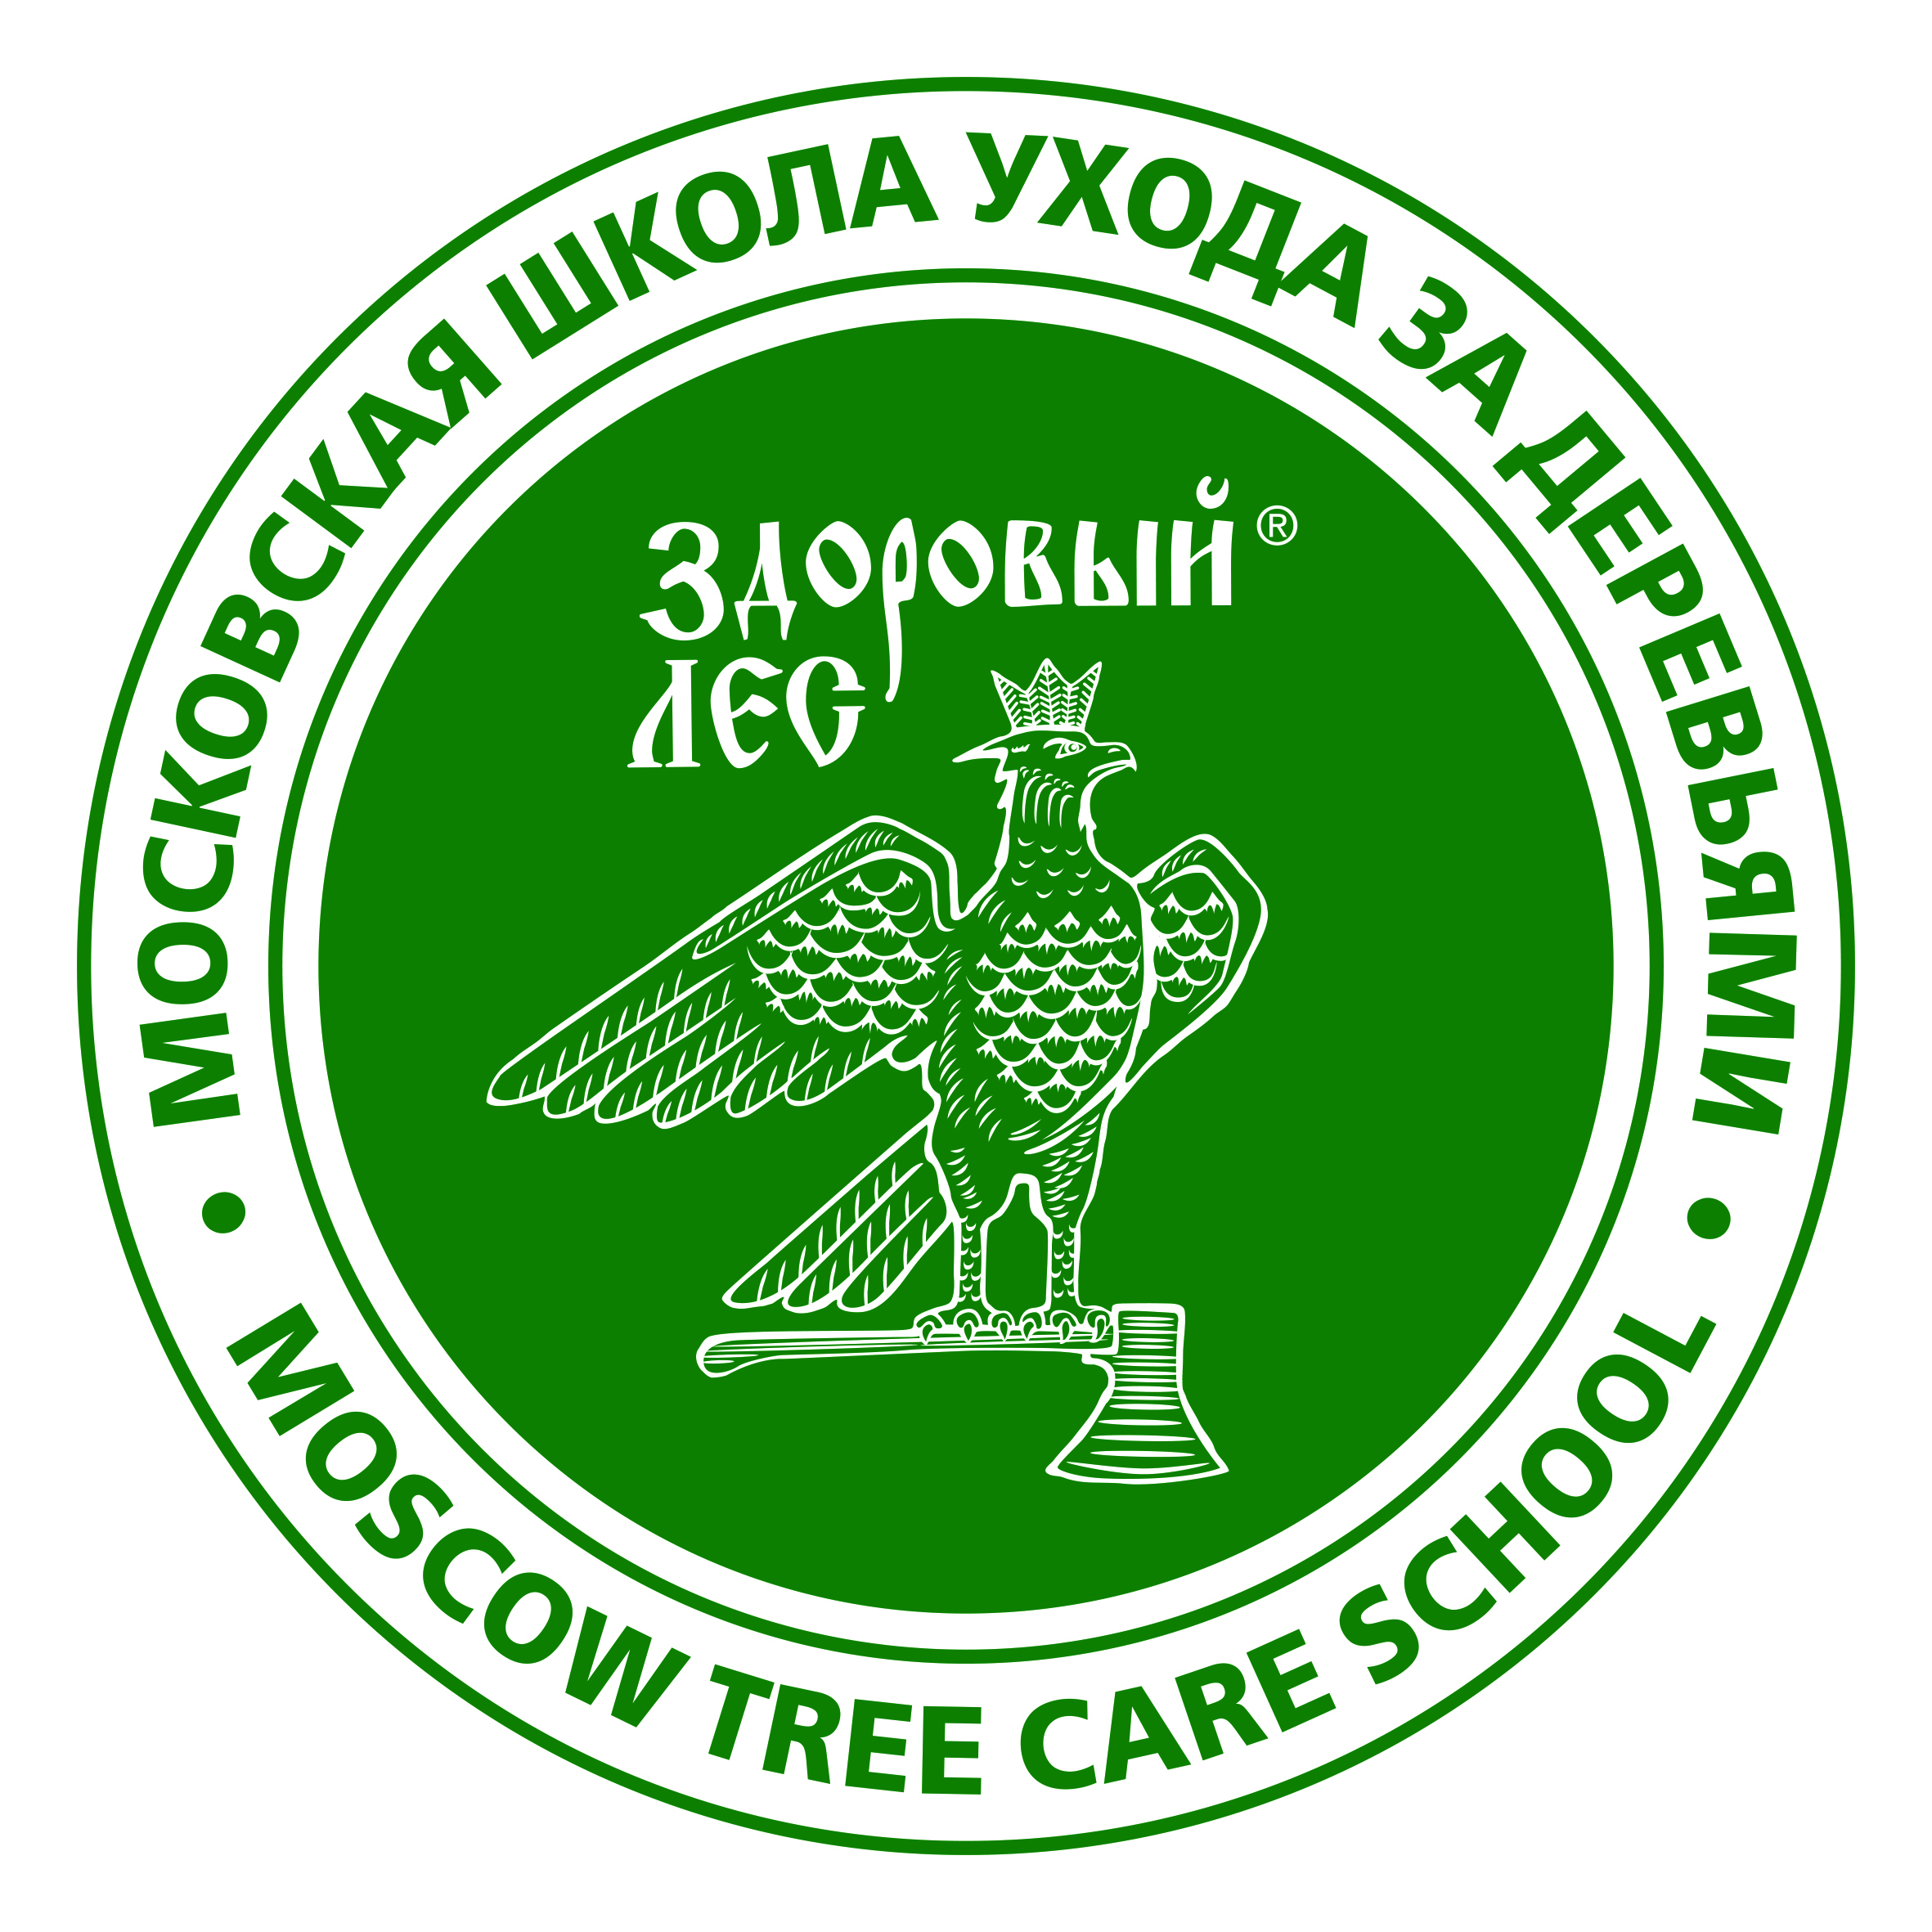 МОСКОВСКАЯ ШКОЛА УХОДА ЗА ДЕРЕВЬЯМИ
Здоровый®
Лес
MOSCOW TREE CARE SCHOOL